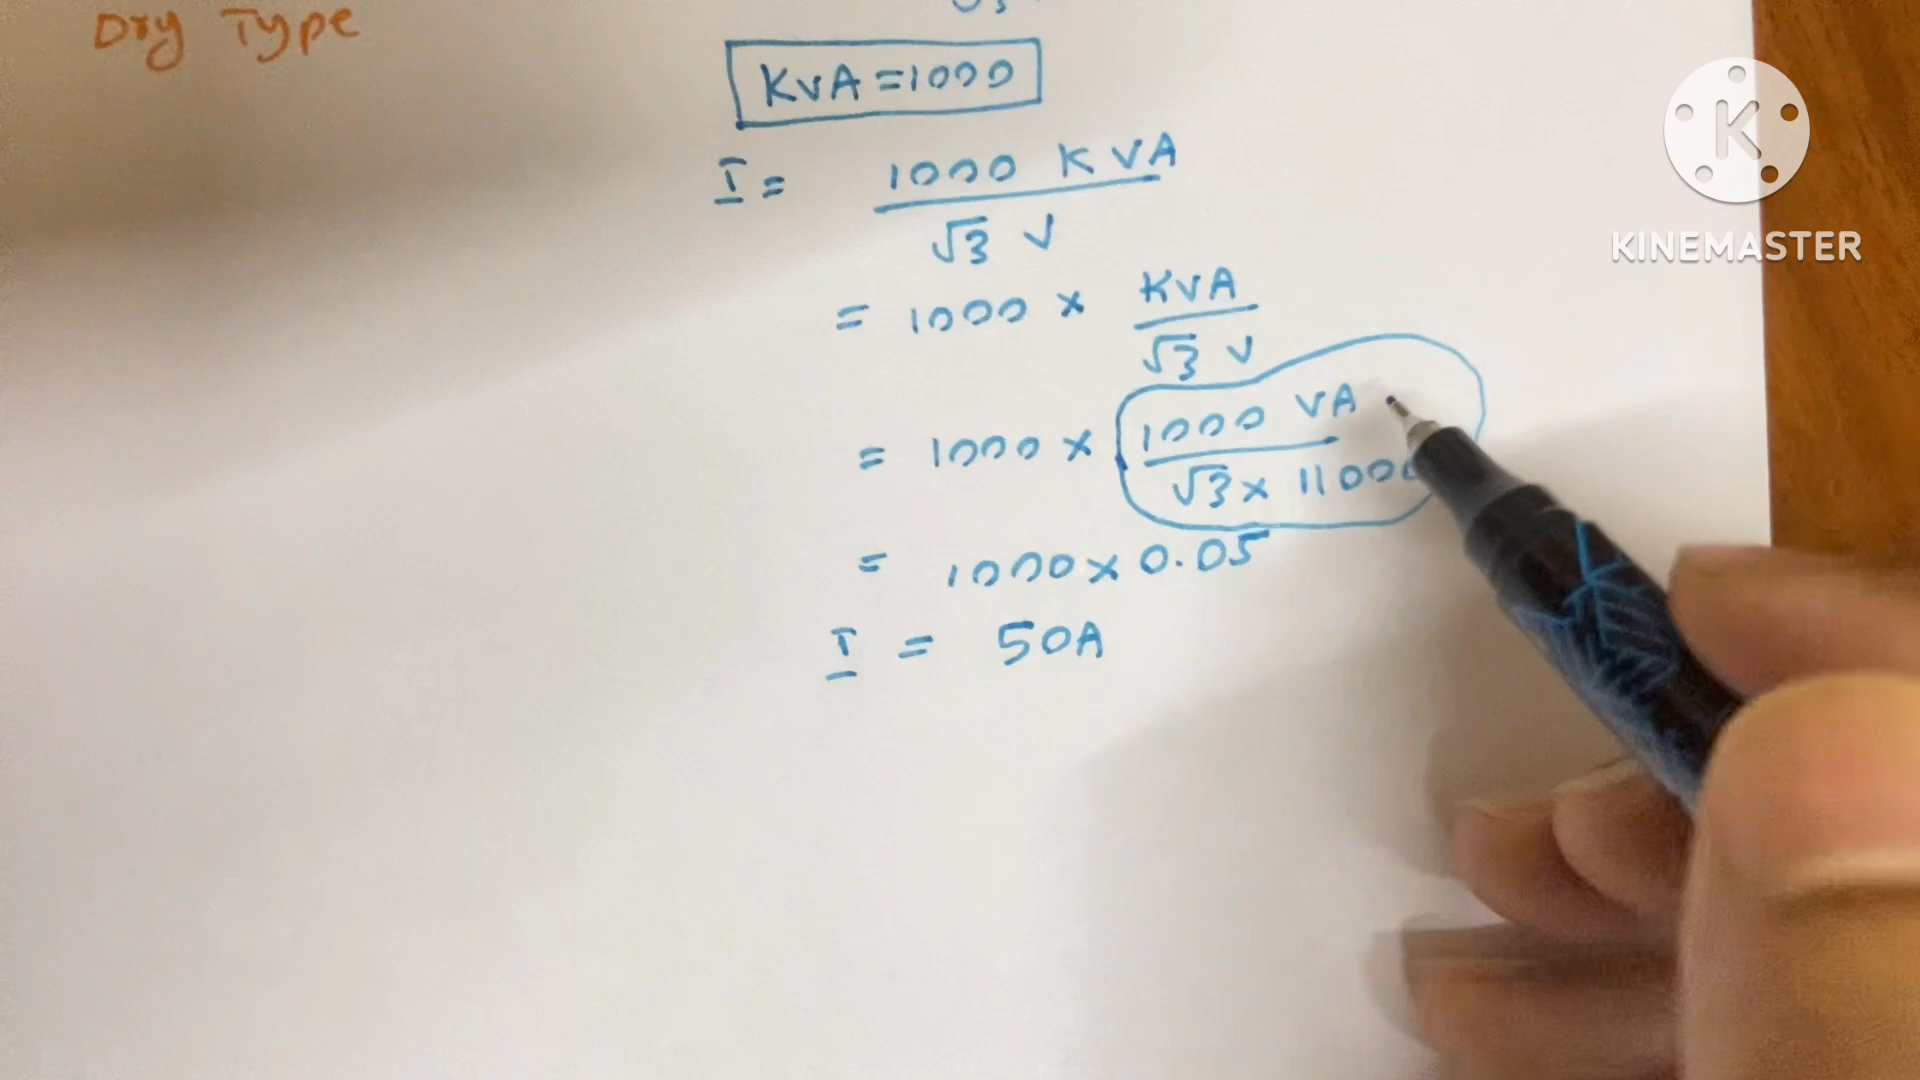 Dry Type
KVA = 1000
I = 1000 KVA
√3 V
= 1000 × KVA
√3 V
= 1000 × 1000 VA
√3 × 11000
= 1000 × 0.05
I = 50A
K
KINEMASTER